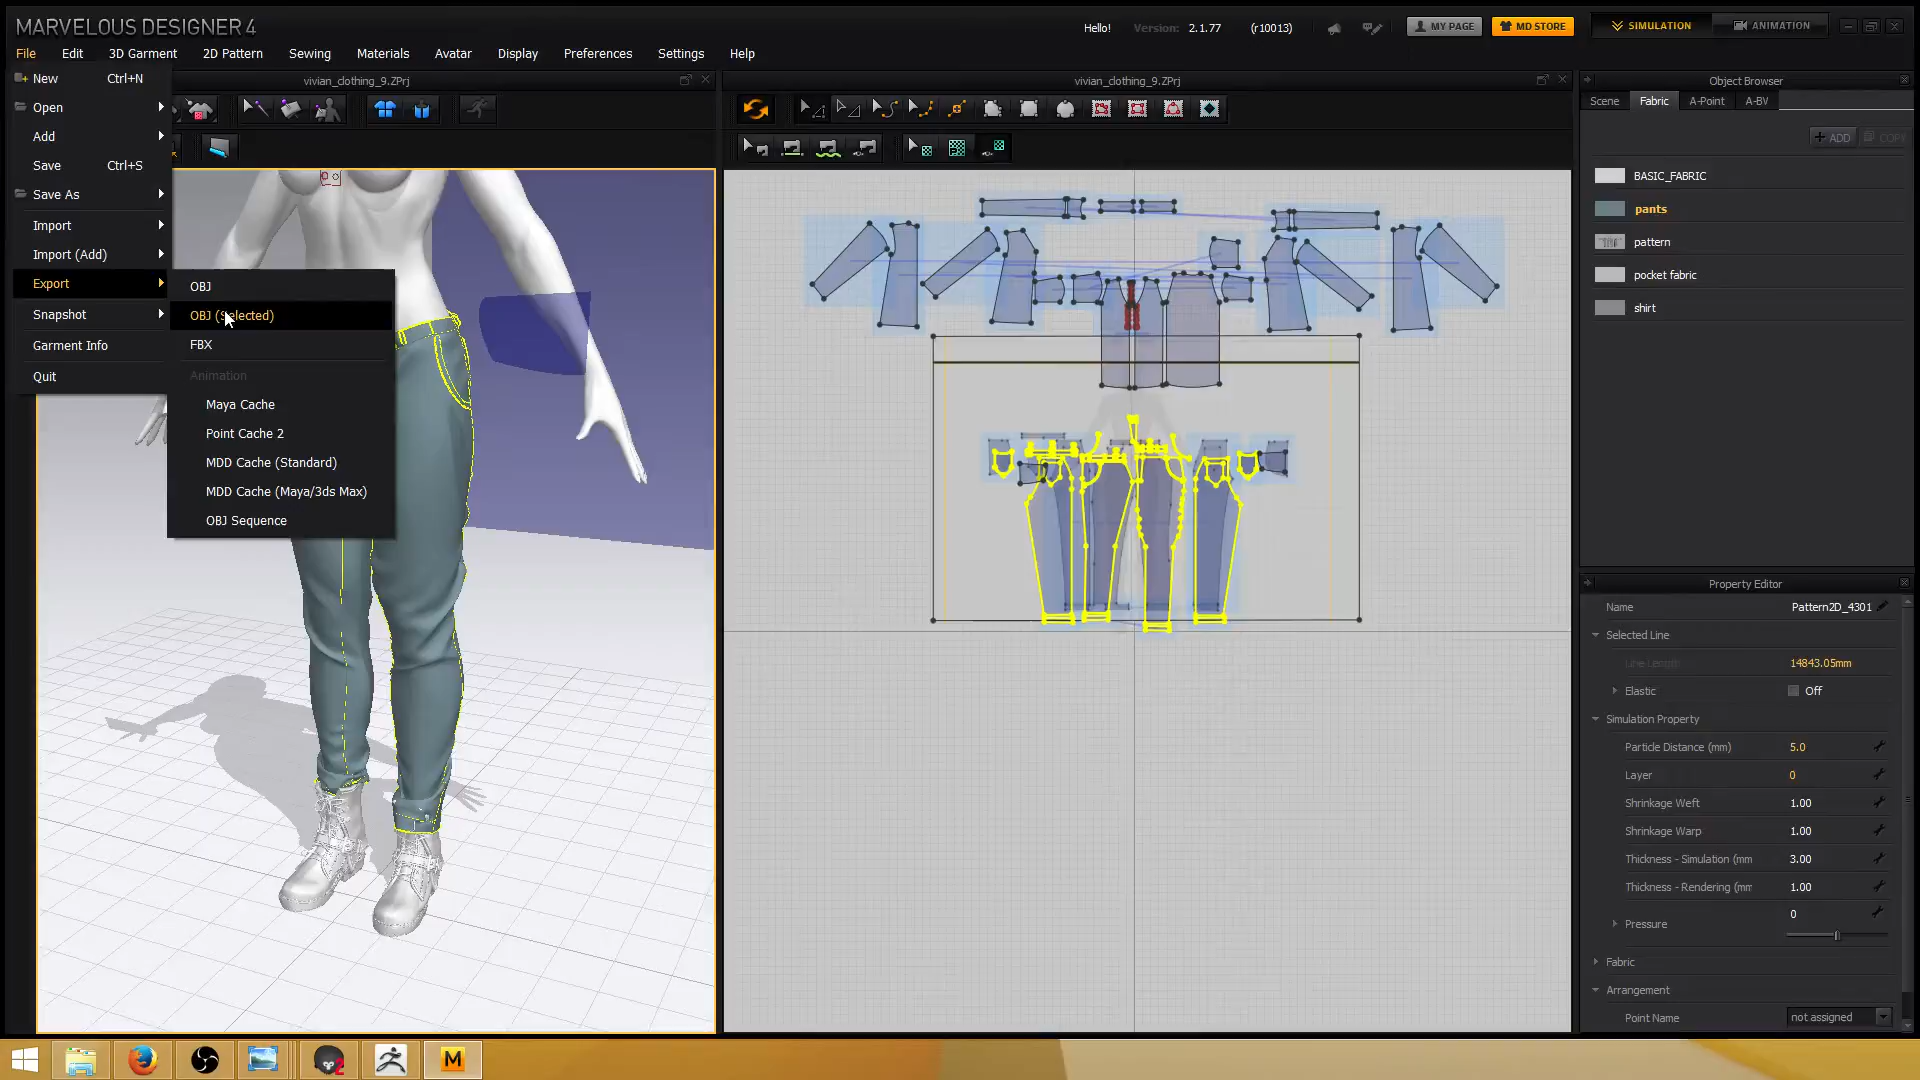 MARVELOUS DESIGNER 4
Hello!
Version: 2.1.77 (r10013)
MY PAGE
MD STORE
SIMULATION
ANIMATION
File Edit 3D Garment 2D Pattern Sewing Materials Avatar Display Preferences Settings Help
vivian_clothing_9.ZPrj
vivian_clothing_9.ZPrj
Object Browser
New Ctrl+N
Open
Add
Save Ctrl+S
Save As
Import
Import (Add)
Export
Snapshot
Garment Info
Quit
OBJ
OBJ (Selected)
FBX
Animation
Maya Cache
Point Cache 2
MDD Cache (Standard)
MDD Cache (Maya/3ds Max)
OBJ Sequence
Scene Fabric A-Point A-BV
+ ADD COPY
BASIC_FABRIC
pants
pattern
pocket fabric
shirt
Property Editor
Name Pattern2D_4301
Selected Line
Line Length 14843.05mm
Elastic Off
Simulation Property
Particle Distance (mm) 5.0
Layer 0
Shrinkage Weft 1.00
Shrinkage Warp 1.00
Thickness - Simulation (mm 3.00
Thickness - Rendering (mm 1.00
Pressure 0
Fabric
Arrangement
Point Name not assigned
2
M